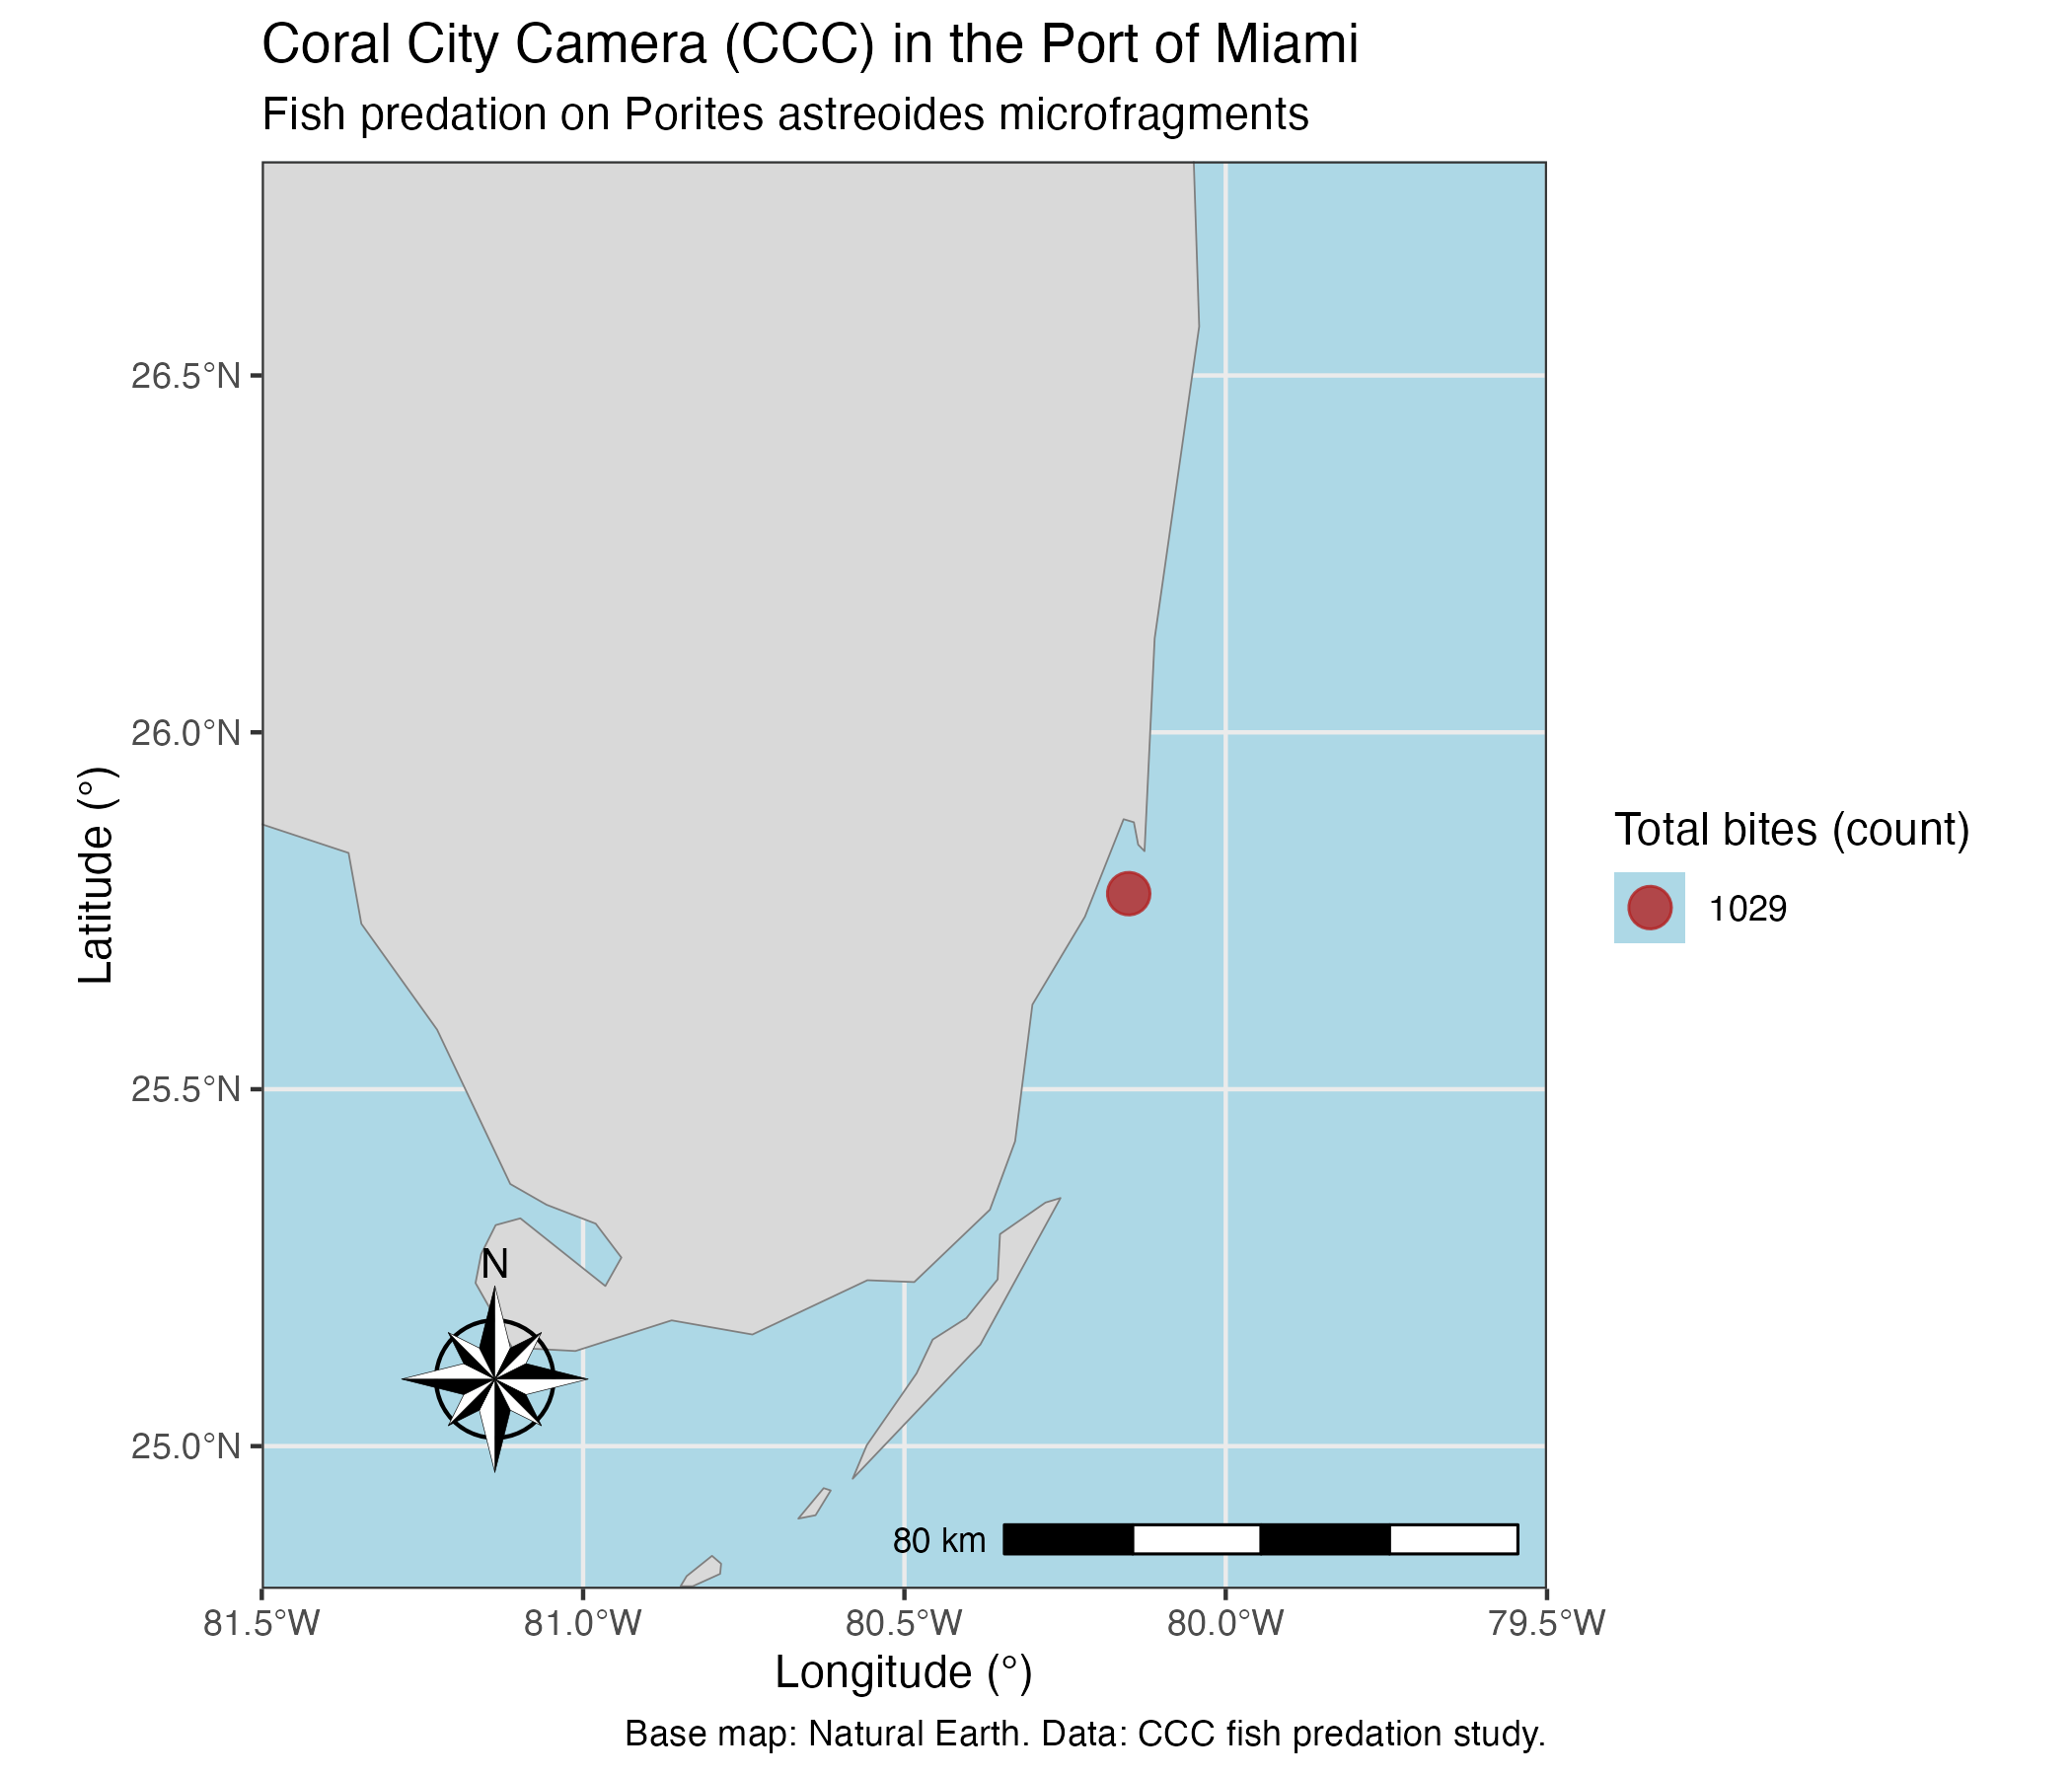 Coral City Camera (CCC) in the Port of Miami
Fish predation on Porites astreoides microfragments
26.5°N
26.0°N
25.5°N
25.0°N
Latitude (°)
Total bites (count)
1029
N
80 km
81.5°W
81.0°W
80.5°W
80.0°W
79.5°W
Longitude (°)
Base map: Natural Earth. Data: CCC fish predation study.